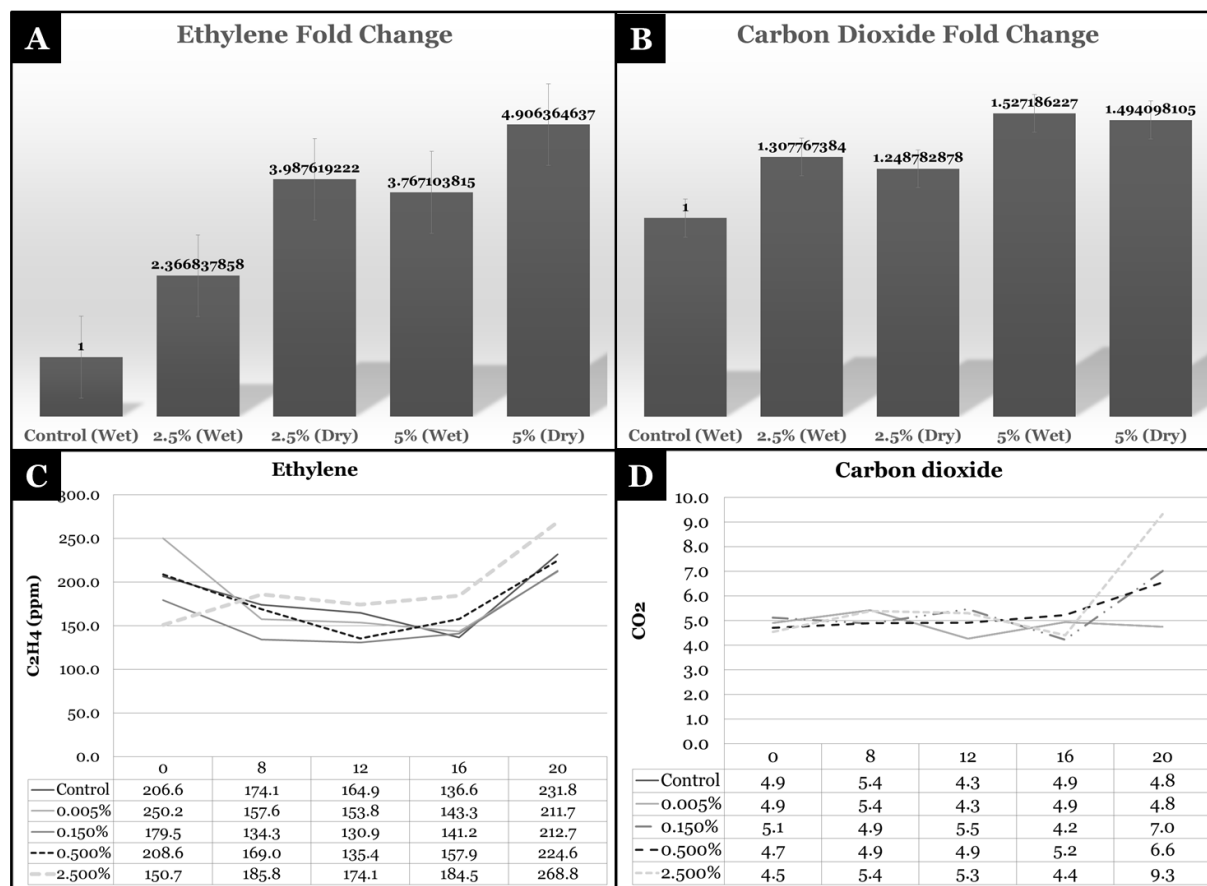 A
Ethylene Fold Change
1
2.366837858
3.987619222
3.767103815
4.906364637
Control (Wet) 2.5% (Wet) 2.5% (Dry) 5% (Wet) 5% (Dry)
B
Carbon Dioxide Fold Change
1
1.307767384
1.248782878
1.527186227
1.494098105
Control (Wet) 2.5% (Wet) 2.5% (Dry) 5% (Wet) 5% (Dry)
C
Ethylene
C2H4 (ppm)
300.0
250.0
200.0
150.0
100.0
50.0
0.0
0 8 12 16 20
Control 206.6 174.1 164.9 136.6 231.8
0.005% 250.2 157.6 153.8 143.3 211.7
0.150% 179.5 134.3 130.9 141.2 212.7
0.500% 208.6 169.0 135.4 157.9 224.6
2.500% 150.7 185.8 174.1 184.5 268.8
D
Carbon dioxide
CO2
10.0
9.0
8.0
7.0
6.0
5.0
4.0
3.0
2.0
1.0
0.0
0 8 12 16 20
Control 4.9 5.4 4.3 4.9 4.8
0.005% 4.9 5.4 4.3 4.9 4.8
0.150% 5.1 4.9 5.5 4.2 7.0
0.500% 4.7 4.9 4.9 5.2 6.6
2.500% 4.5 5.4 5.3 4.4 9.3